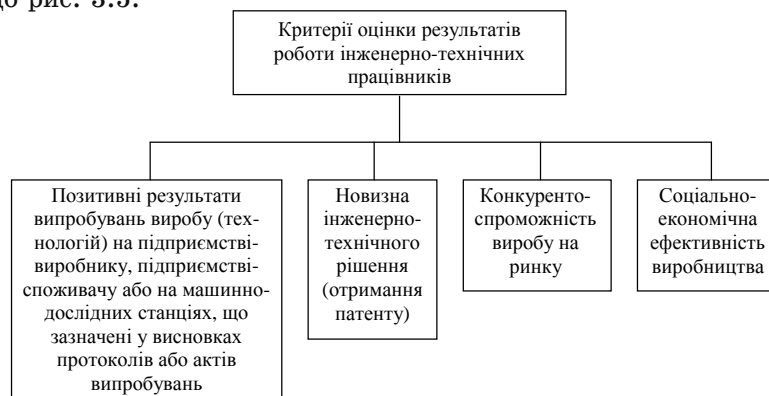 до рис. 3.3.
Критерії оцінки результатів
роботи інженерно-технічних
працівників
Позитивні результати
випробувань виробу (тех-
нологій) на підприємстві-
виробнику, підприємстві-
споживачу або на машинно-
дослідних станціях, що
зазначені у висновках
протоколів або актів
випробувань
Новизна
інженерно-
технічного
рішення
(отримання
патенту)
Конкуренто-
спроможність
виробу на
ринку
Соціально-
економічна
ефективність
виробництва